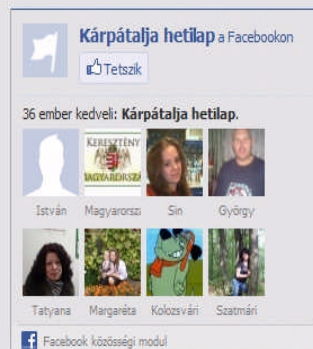 Kárpátalja hetilap a Facebookon
Tetszik
36 ember kedveli: Kárpátalja hetilap.
KERESZTÉNY
MAGYARORSZÁ
István Magyarorsz Sin György
Tatyana Margaréta Kolozsvári Szatmári
Facebook közösségi modul